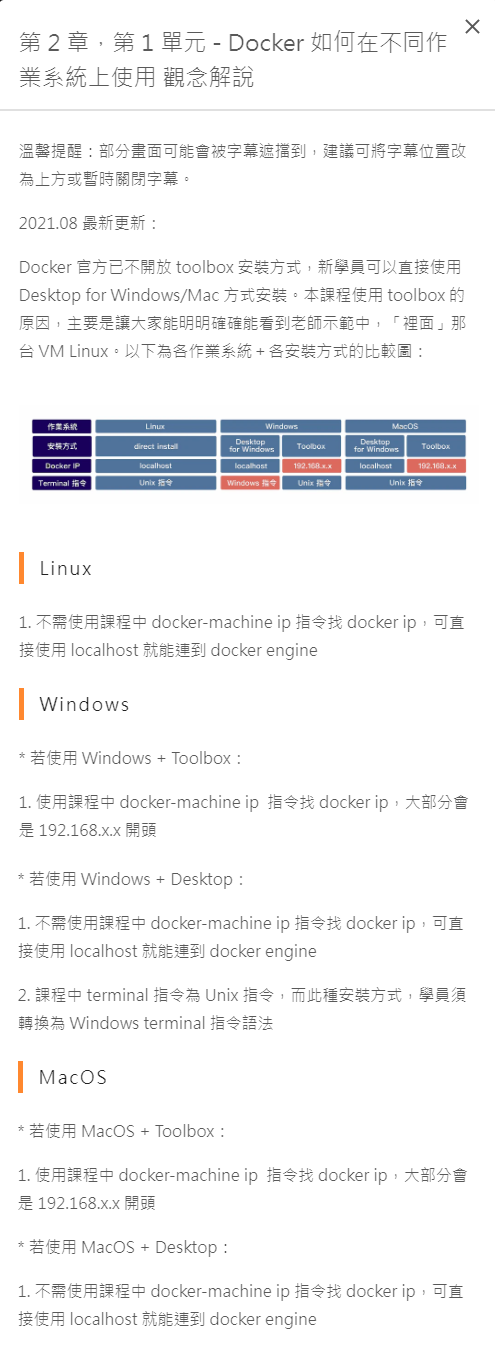 第 2 章，第 1 單元 - Docker 如何在不同作
業系統上使用 觀念解說
溫馨提醒：部分畫面可能會被字幕遮擋到，建議可將字幕位置改
為上方或暫時關閉字幕。
2021.08 最新更新：
Docker 官方已不開放 toolbox 安裝方式，新學員可以直接使用
Desktop for Windows/Mac 方式安裝。本課程使用 toolbox 的
原因，主要是讓大家能明明確確能看到老師示範中，「裡面」那
台 VM Linux。以下為各作業系統 + 各安裝方式的比較圖：
作業系統 Linux Windows MacOS
安裝方式 direct install Desktop for Windows Toolbox Desktop for Windows Toolbox
Docker IP localhost localhost 192.168.x.x localhost 192.168.x.x
Terminal 指令 Unix 指令 Windows 指令 Unix 指令 Unix 指令
Linux
1. 不需使用課程中 docker-machine ip 指令找 docker ip，可直
接使用 localhost 就能連到 docker engine
Windows
* 若使用 Windows + Toolbox：
1. 使用課程中 docker-machine ip  指令找 docker ip，大部分會
是 192.168.x.x 開頭
* 若使用 Windows + Desktop：
1. 不需使用課程中 docker-machine ip 指令找 docker ip，可直
接使用 localhost 就能連到 docker engine
2. 課程中 terminal 指令為 Unix 指令，而此種安裝方式，學員須
轉換為 Windows terminal 指令語法
MacOS
* 若使用 MacOS + Toolbox：
1. 使用課程中 docker-machine ip  指令找 docker ip，大部分會
是 192.168.x.x 開頭
* 若使用 MacOS + Desktop：
1. 不需使用課程中 docker-machine ip 指令找 docker ip，可直
接使用 localhost 就能連到 docker engine